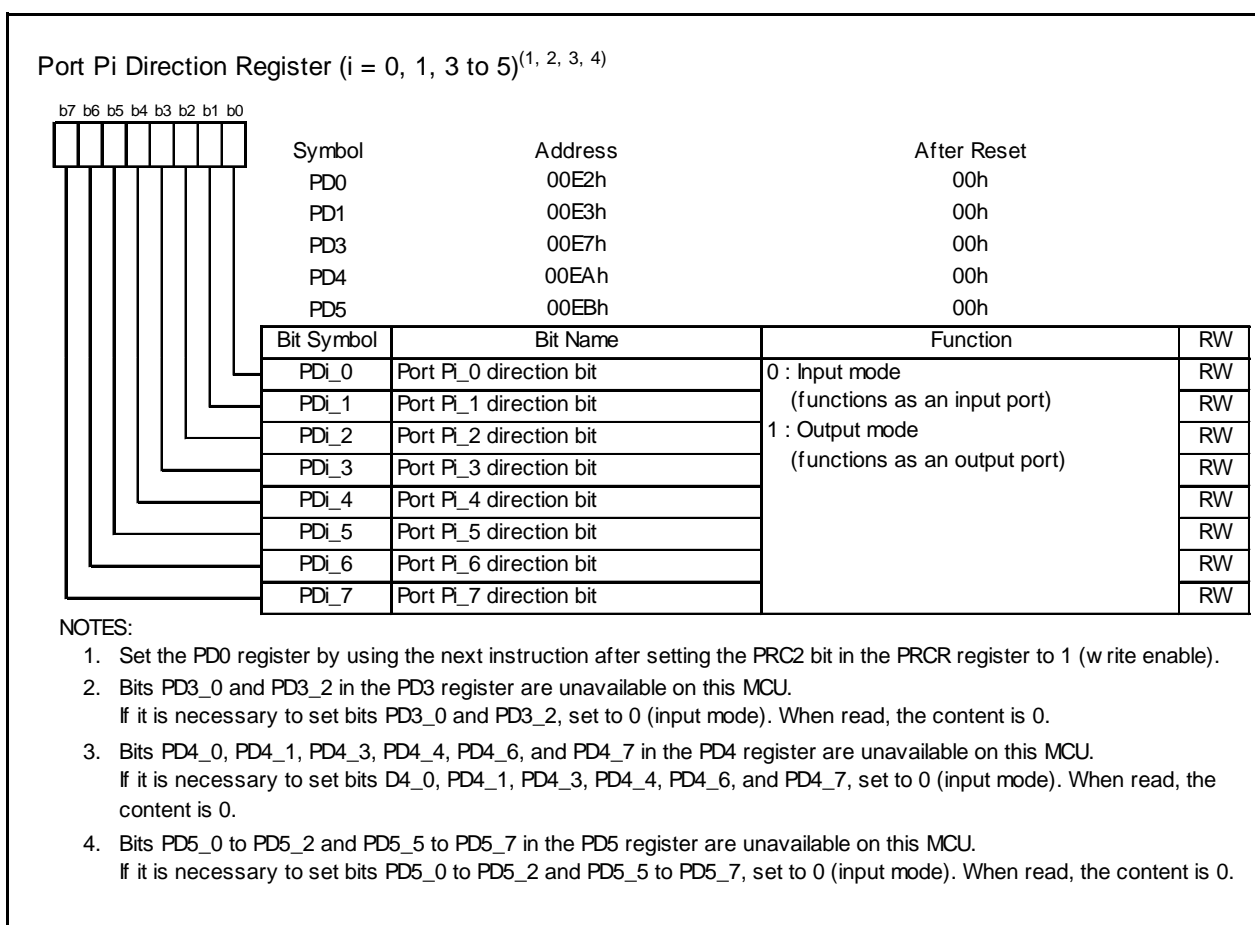 Port Pi Direction Register (i = 0, 1, 3 to 5)(1, 2, 3, 4)
b7 b6 b5 b4 b3 b2 b1 b0
Symbol Address After Reset
PD0 00E2h 00h
PD1 00E3h 00h
PD3 00E7h 00h
PD4 00EAh 00h
PD5 00EBh 00h
Bit Symbol Bit Name Function RW
PDi_0 Port Pi_0 direction bit 0 : Input mode RW
PDi_1 Port Pi_1 direction bit (functions as an input port) RW
PDi_2 Port Pi_2 direction bit 1 : Output mode RW
PDi_3 Port Pi_3 direction bit (functions as an output port) RW
PDi_4 Port Pi_4 direction bit RW
PDi_5 Port Pi_5 direction bit RW
PDi_6 Port Pi_6 direction bit RW
PDi_7 Port Pi_7 direction bit RW
NOTES:
1. Set the PD0 register by using the next instruction after setting the PRC2 bit in the PRCR register to 1 (w rite enable).
2. Bits PD3_0 and PD3_2 in the PD3 register are unavailable on this MCU.
If it is necessary to set bits PD3_0 and PD3_2, set to 0 (input mode). When read, the content is 0.
3. Bits PD4_0, PD4_1, PD4_3, PD4_4, PD4_6, and PD4_7 in the PD4 register are unavailable on this MCU.
If it is necessary to set bits D4_0, PD4_1, PD4_3, PD4_4, PD4_6, and PD4_7, set to 0 (input mode). When read, the
content is 0.
4. Bits PD5_0 to PD5_2 and PD5_5 to PD5_7 in the PD5 register are unavailable on this MCU.
If it is necessary to set bits PD5_0 to PD5_2 and PD5_5 to PD5_7, set to 0 (input mode). When read, the content is 0.